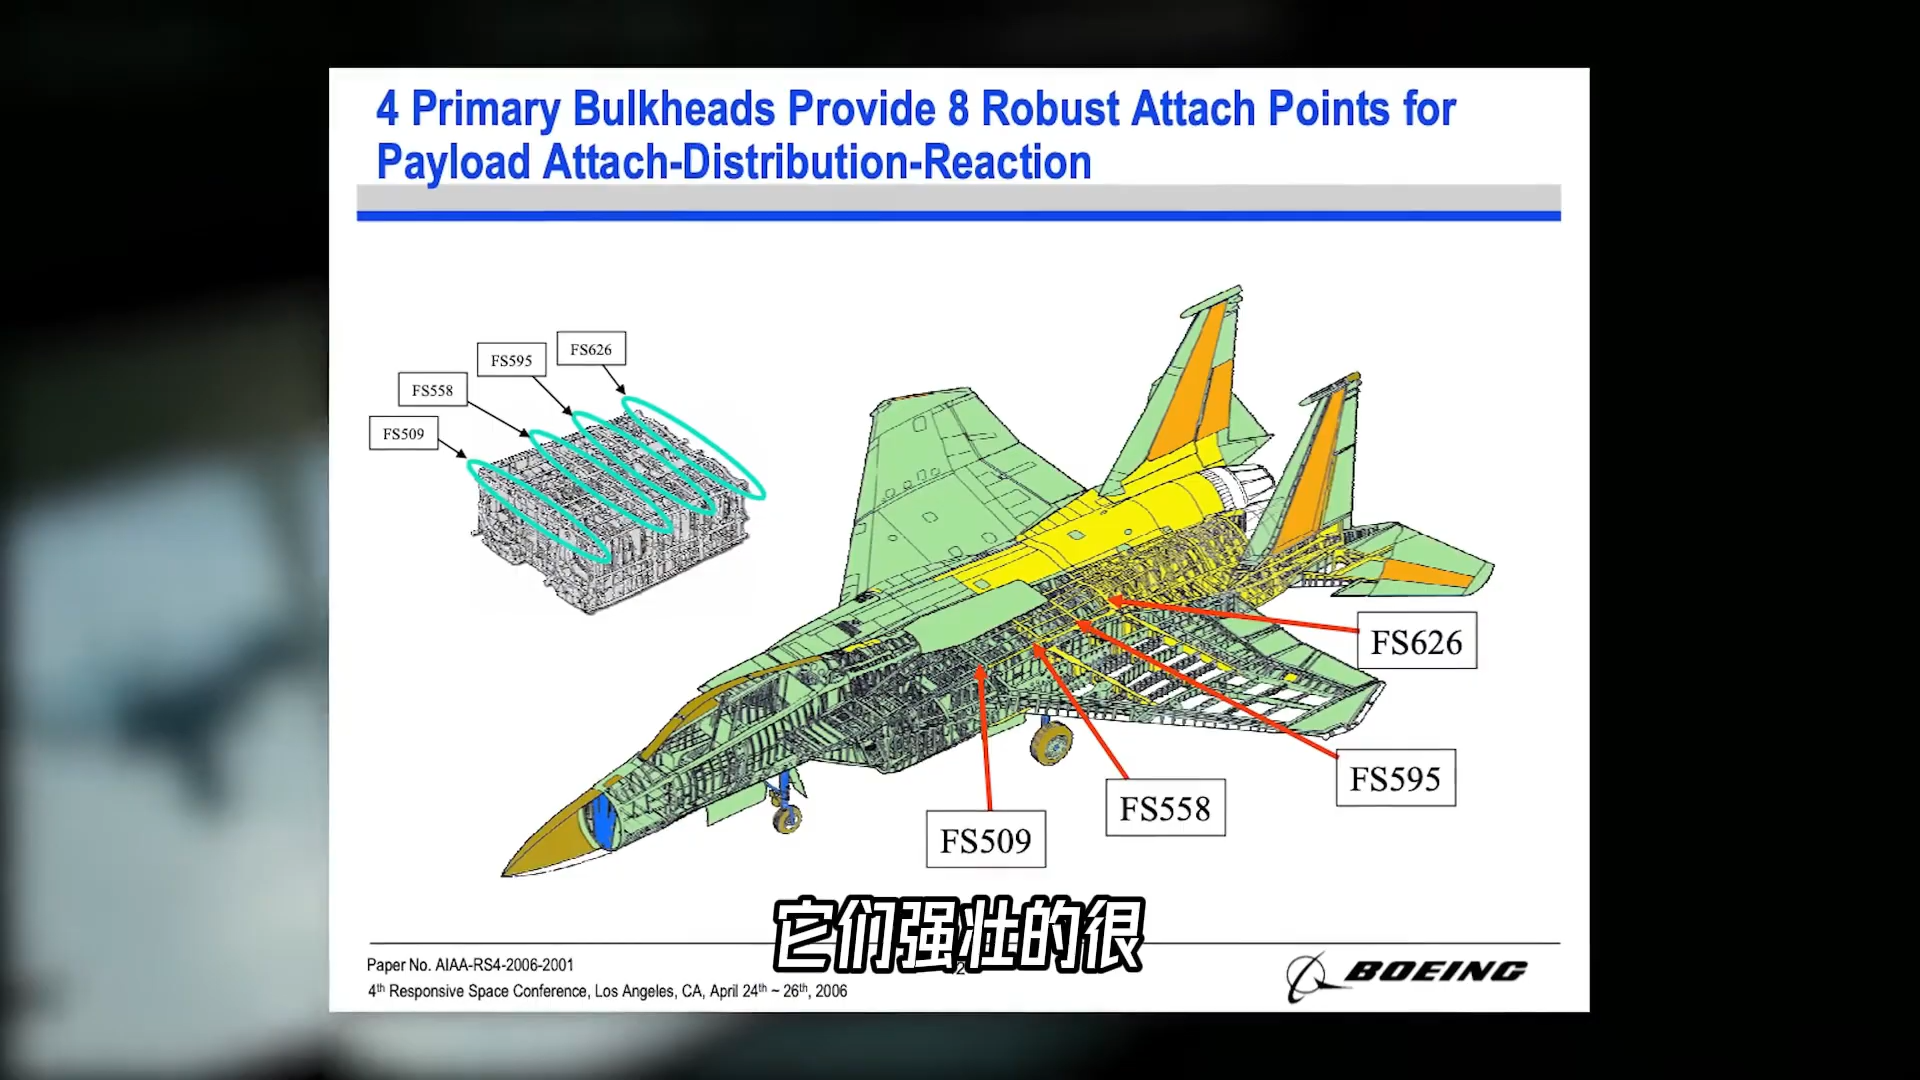 4 Primary Bulkheads Provide 8 Robust Attach Points for
Payload Attach-Distribution-Reaction
FS626
FS595
FS558
FS509
FS626
FS595
FS558
FS509
它们强壮的很
Paper No. AIAA-RS4-2006-2001
4th Responsive Space Conference, Los Angeles, CA, April 24th ~ 26th, 2006
BOEING